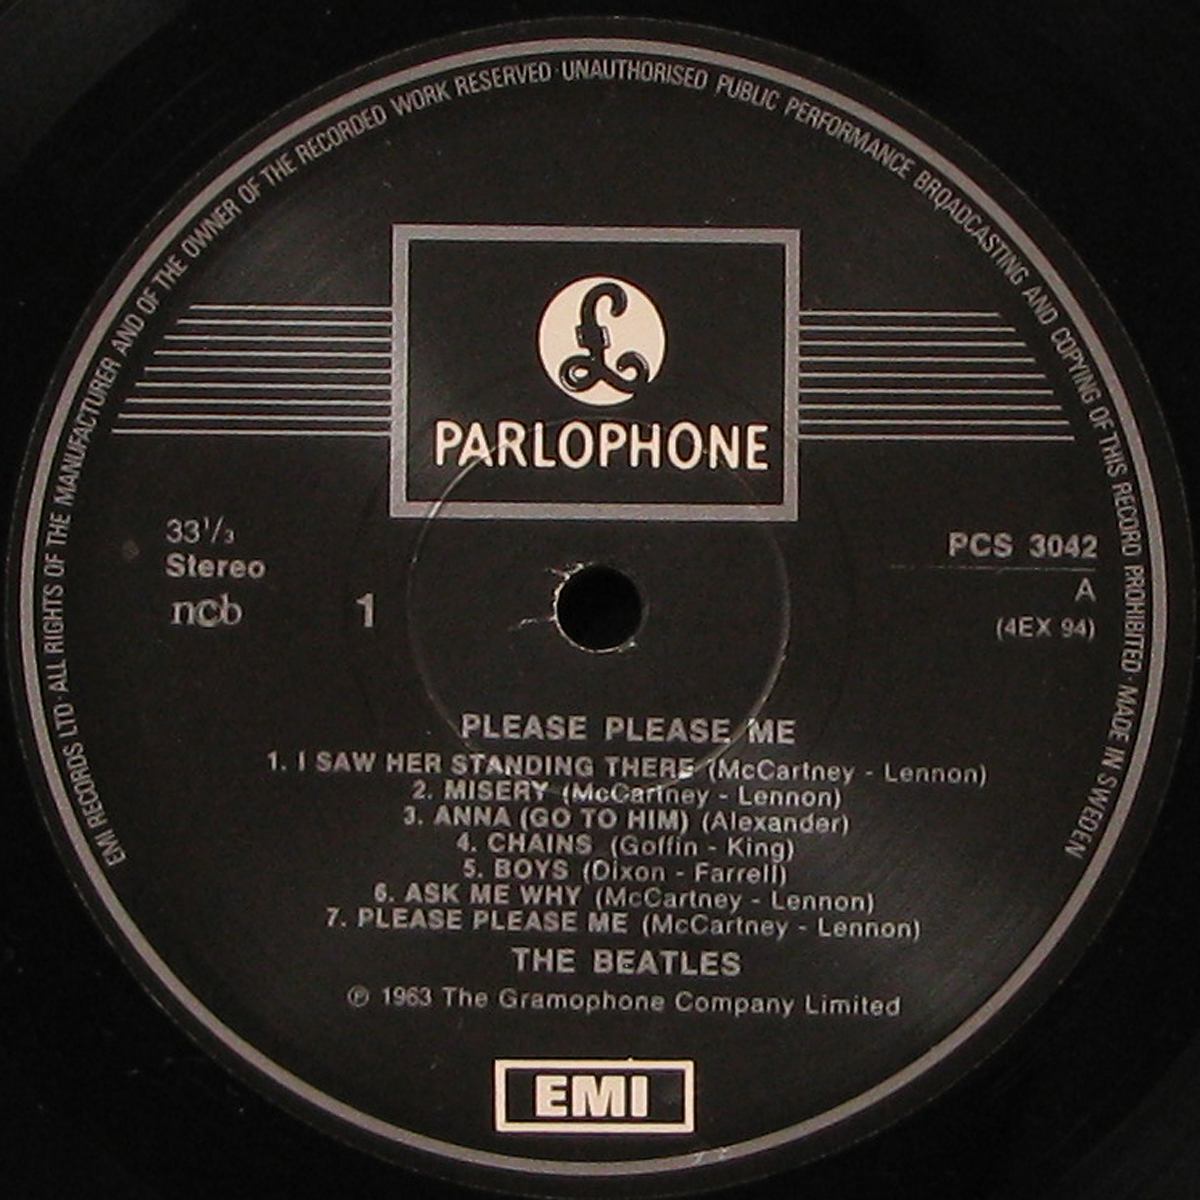 EMI RECORDS LTD · ALL RIGHTS OF THE MANUFACTURER AND OF THE OWNER OF THE RECORDED WORK RESERVED · UNAUTHORISED PUBLIC PERFORMANCE BROADCASTING AND COPYING OF THIS RECORD PROHIBITED · MADE IN SWEDEN
£
PARLOPHONE
33⅓
Stereo
ncb
1
PCS 3042
A
(4EX 94)
PLEASE PLEASE ME
1. I SAW HER STANDING THERE (McCartney - Lennon)
2. MISERY (McCartney - Lennon)
3. ANNA (GO TO HIM) (Alexander)
4. CHAINS (Goffin - King)
5. BOYS (Dixon - Farrell)
6. ASK ME WHY (McCartney - Lennon)
7. PLEASE PLEASE ME (McCartney - Lennon)
THE BEATLES
℗ 1963 The Gramophone Company Limited
EMI